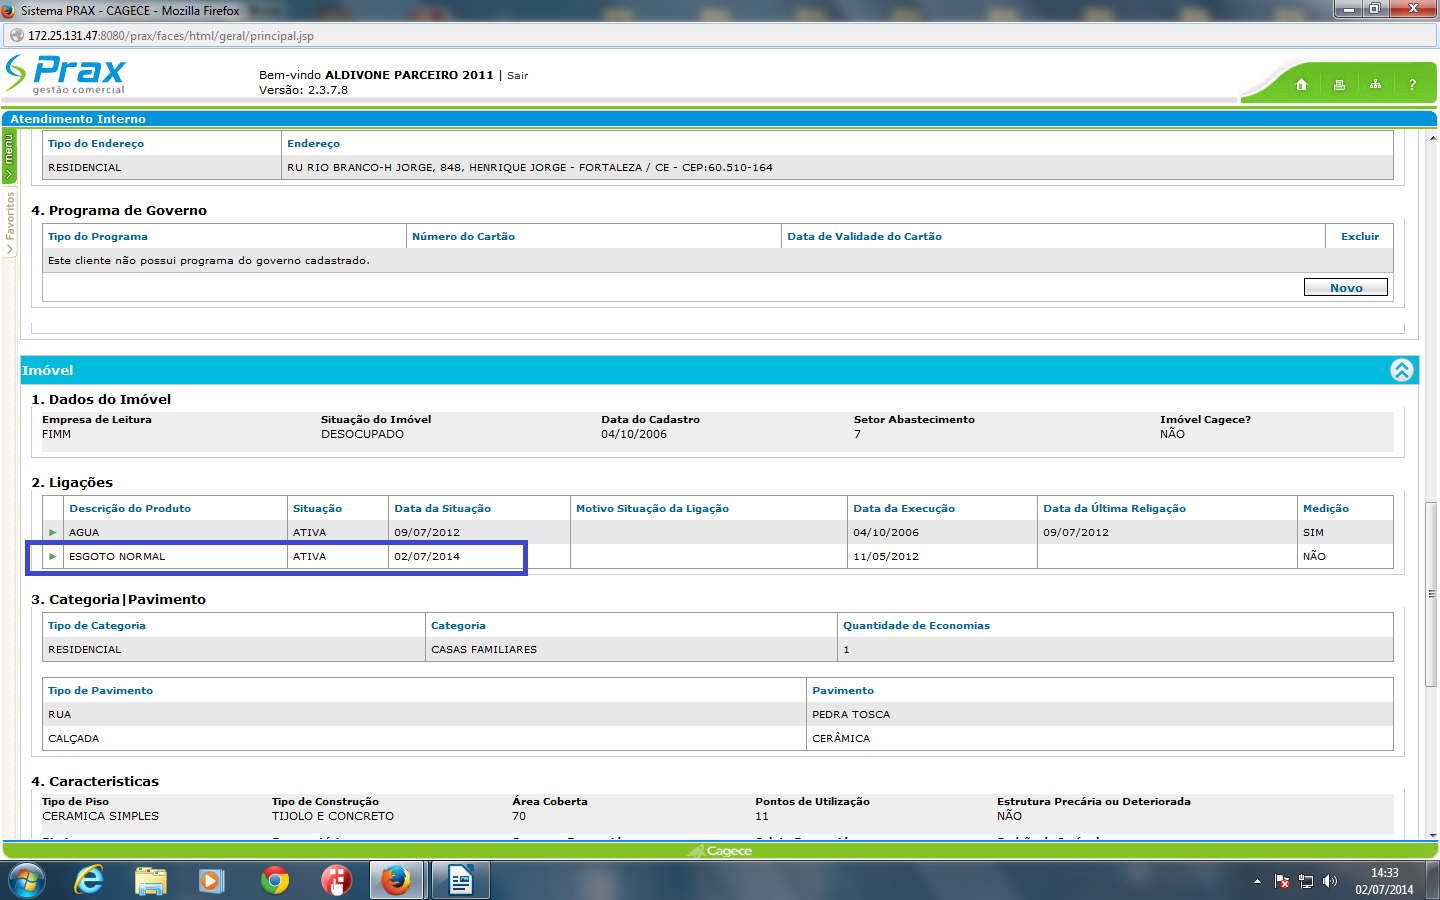 Sistema PRAX - CAGECE - Mozilla Firefox
172.25.131.47:8080/prax/faces/html/geral/principal.jsp
Prax
gestão comercial
Bem-vindo ALDIVONE PARCEIRO 2011 | Sair
Versão: 2.3.7.8
?
Atendimento Interno
menu
Favoritos
Tipo do Endereço Endereço
RESIDENCIAL RU RIO BRANCO-H JORGE, 848, HENRIQUE JORGE - FORTALEZA / CE - CEP:60.510-164
4. Programa de Governo
Tipo do Programa Número do Cartão Data de Validade do Cartão Excluir
Este cliente não possui programa do governo cadastrado.
Novo
Imóvel
1. Dados do Imóvel
Empresa de Leitura Situação do Imóvel Data do Cadastro Setor Abastecimento Imóvel Cagece?
FIMM DESOCUPADO 04/10/2006 7 NÃO
2. Ligações
Descrição do Produto Situação Data da Situação Motivo Situação da Ligação Data da Execução Data da Última Religação Medição
AGUA ATIVA 09/07/2012 04/10/2006 09/07/2012 SIM
ESGOTO NORMAL ATIVA 02/07/2014 11/05/2012 NÃO
3. Categoria|Pavimento
Tipo de Categoria Categoria Quantidade de Economias
RESIDENCIAL CASAS FAMILIARES 1
Tipo de Pavimento Pavimento
RUA PEDRA TOSCA
CALÇADA CERÂMICA
4. Caracteristicas
Tipo de Piso Tipo de Construção Área Coberta Pontos de Utilização Estrutura Precária ou Deteriorada
CERAMICA SIMPLES TIJOLO E CONCRETO 70 11 NÃO
Cagece
14:33
02/07/2014